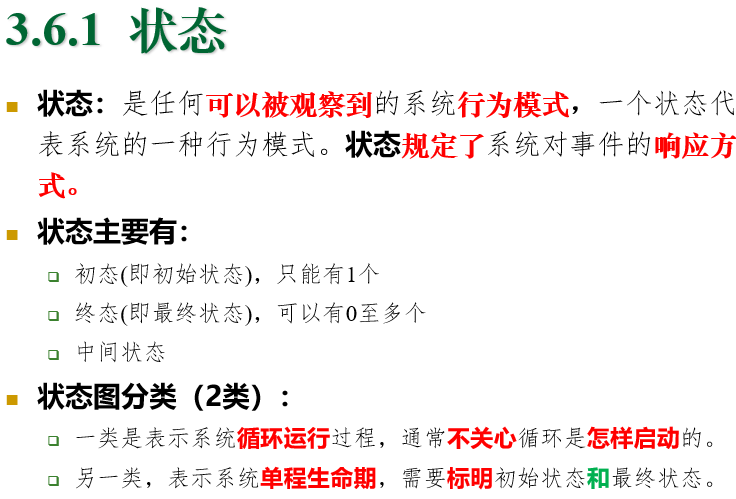 3.6.1 状态
状态：是任何可以被观察到的系统行为模式，一个状态代
表系统的一种行为模式。状态规定了系统对事件的响应方
式。
状态主要有：
初态(即初始状态)，只能有1个
终态(即最终状态)，可以有0至多个
中间状态
状态图分类（2类）：
一类是表示系统循环运行过程，通常不关心循环是怎样启动的。
另一类，表示系统单程生命期，需要标明初始状态和最终状态。